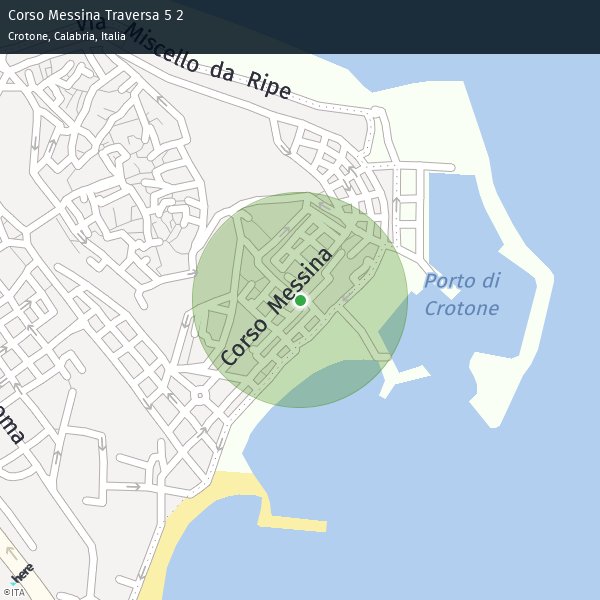 Corso Messina Traversa 5 2
Crotone, Calabria, Italia
Via Miscello da Ripe
Corso Messina
Porto di
Crotone
oma
here
©ITA